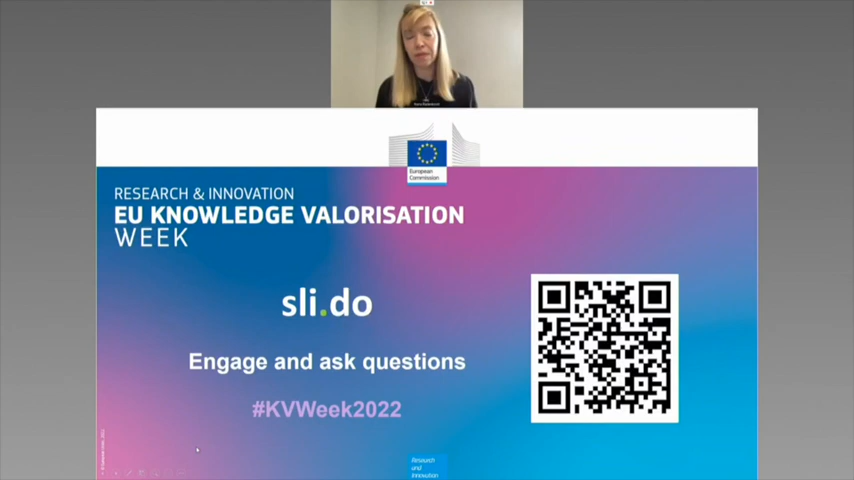 European
Commission
RESEARCH & INNOVATION
EU KNOWLEDGE VALORISATION
WEEK
sli.do
Engage and ask questions
#KVWeek2022
Research
and
Innovation